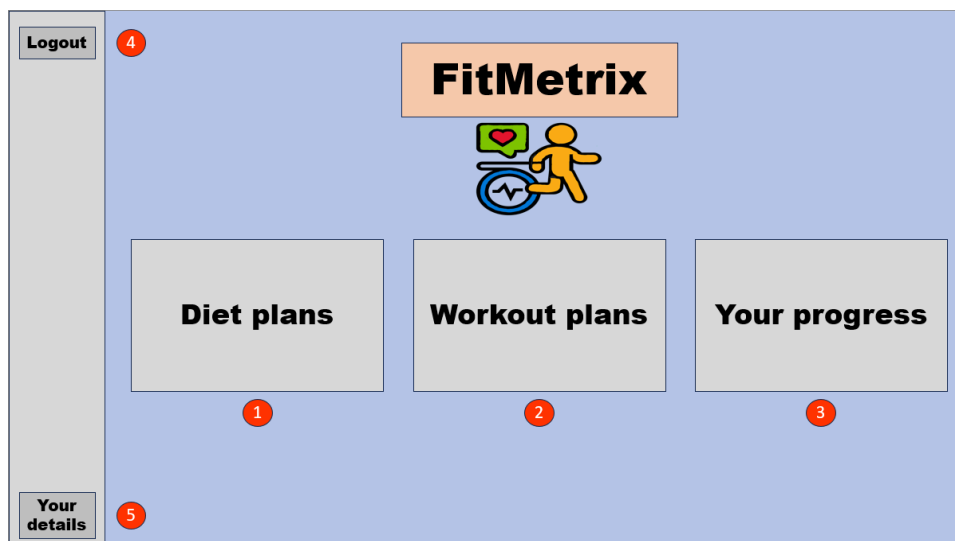 Logout
4
FitMetrix
Diet plans
Workout plans
Your progress
1
2
3
Your
details
5